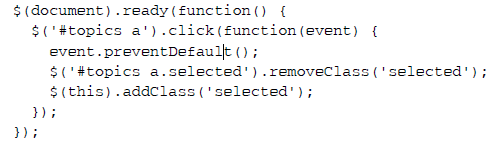 $(document).ready(function() {
  $('#topics a').click(function(event) {
    event.preventDefault();
    $('#topics a.selected').removeClass('selected');
    $(this).addClass('selected');
  });
});